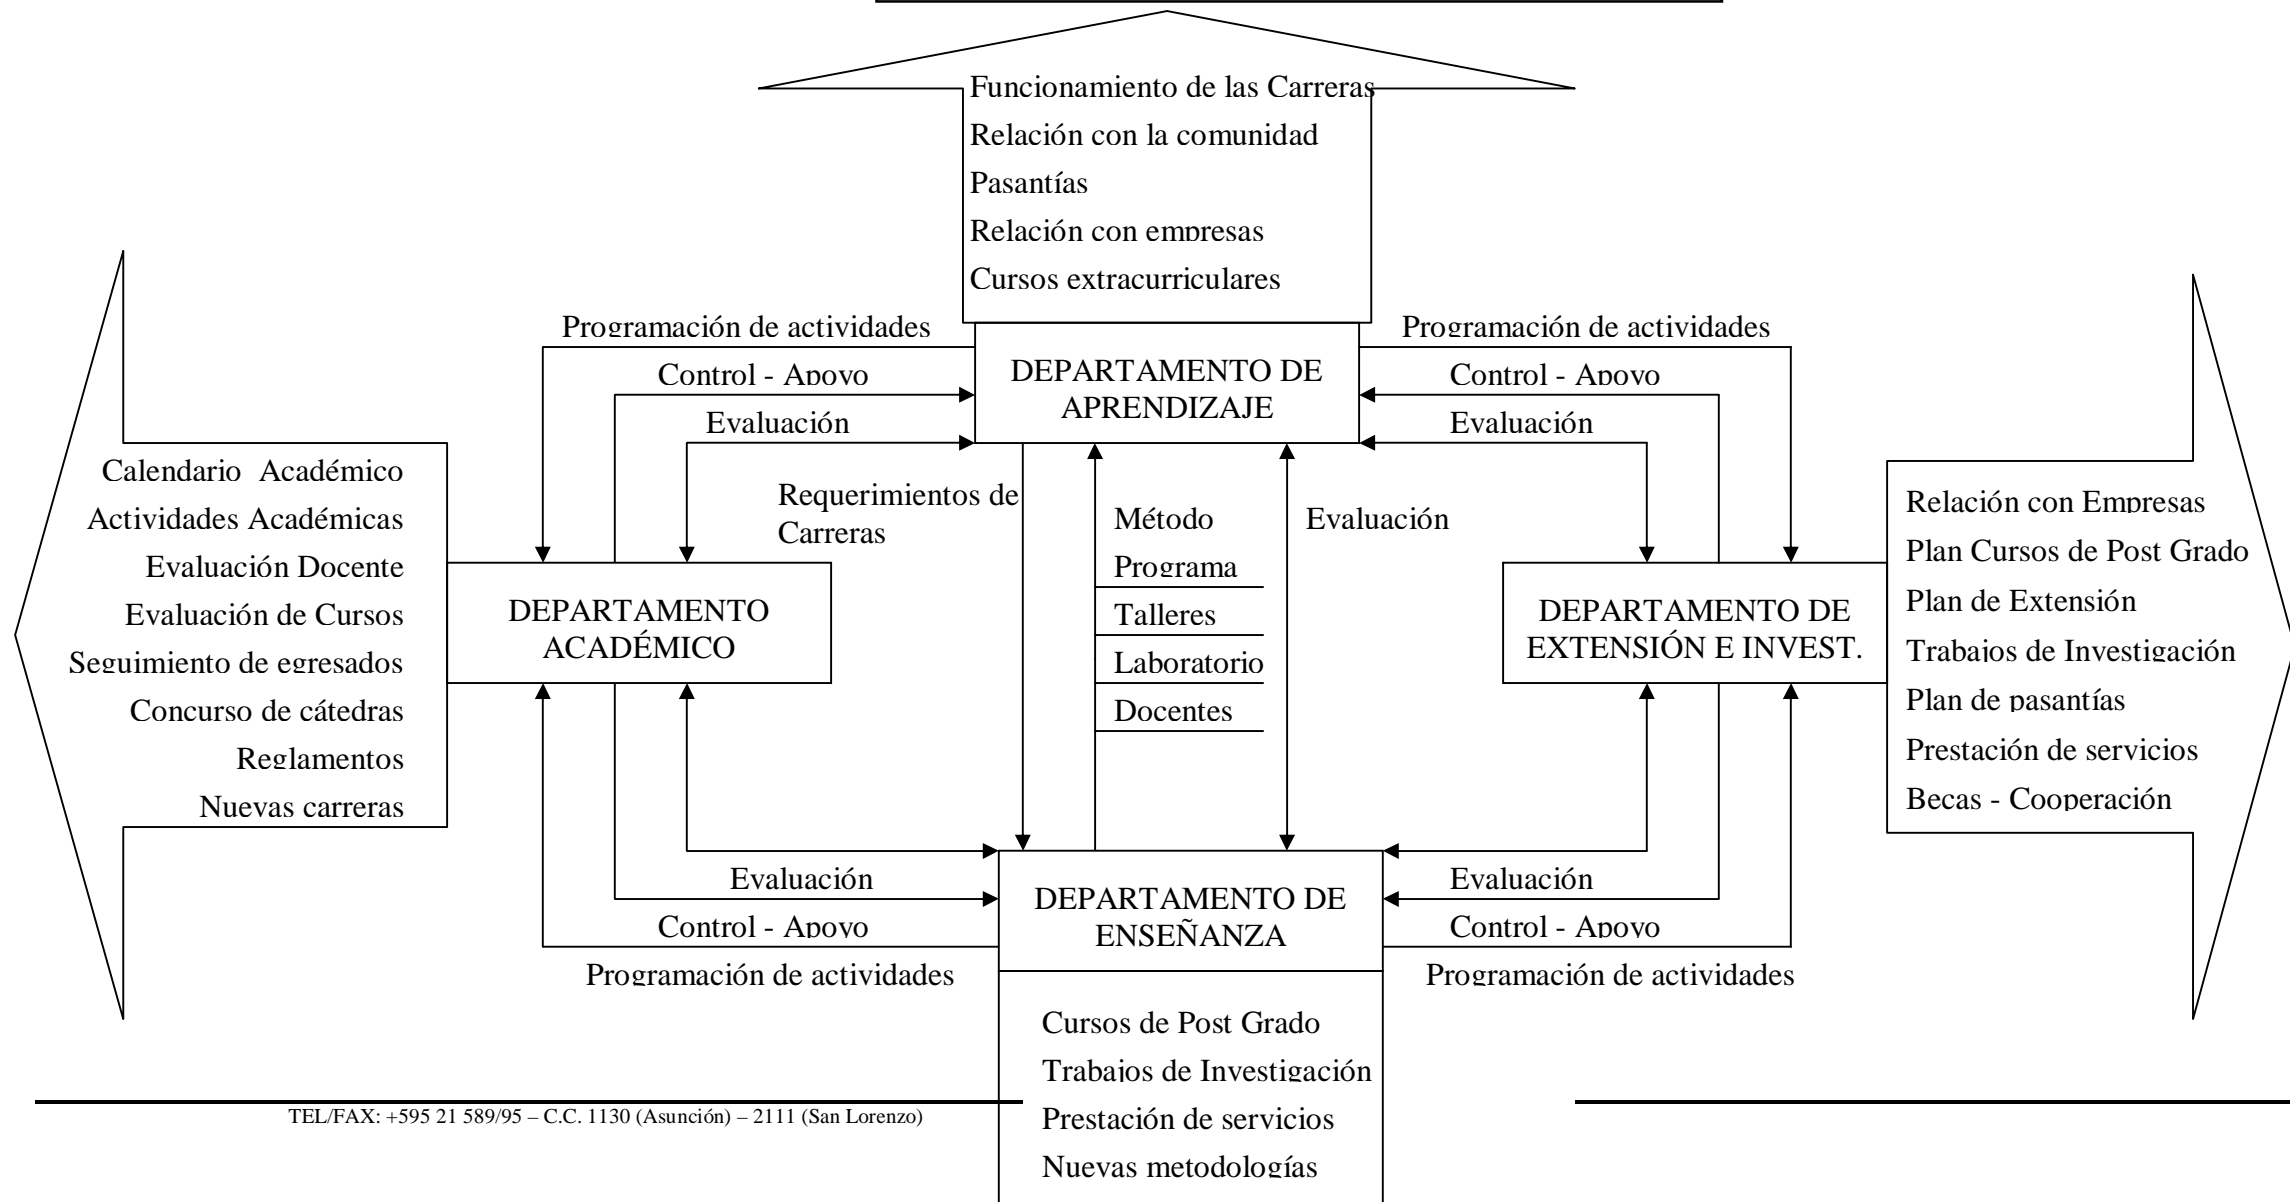 Funcionamiento de las Carreras
Relación con la comunidad
Pasantías
Relación con empresas
Cursos extracurriculares
Programación de actividades
Programación de actividades
Control - Apoyo
DEPARTAMENTO DE
APRENDIZAJE
Control - Apoyo
Evaluación
Evaluación
Calendario Académico
Actividades Académicas
Evaluación Docente
Evaluación de Cursos
Seguimiento de egresados
Concurso de cátedras
Reglamentos
Nuevas carreras
Requerimientos de
Carreras
Método
Programa
Talleres
Laboratorio
Docentes
Evaluación
Relación con Empresas
Plan Cursos de Post Grado
Plan de Extensión
Trabajos de Investigación
Plan de pasantías
Prestación de servicios
Becas - Cooperación
DEPARTAMENTO
ACADÉMICO
DEPARTAMENTO DE
EXTENSIÓN E INVEST.
Evaluación
Evaluación
DEPARTAMENTO DE
ENSEÑANZA
Control - Apoyo
Control - Apoyo
Programación de actividades
Programación de actividades
Cursos de Post Grado
Trabajos de Investigación
Prestación de servicios
Nuevas metodologías
TEL/FAX: +595 21 589/95 – C.C. 1130 (Asunción) – 2111 (San Lorenzo)